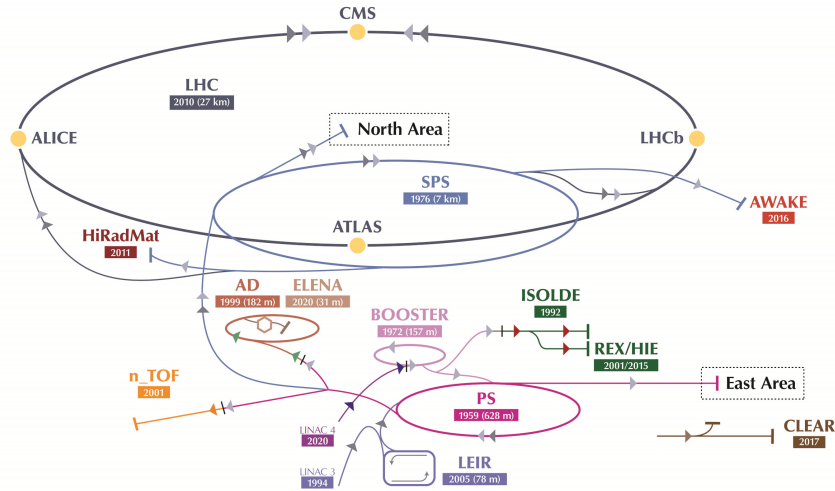 CMS
LHC
2010 (27 km)
North Area
ALICE
LHCb
SPS
1976 (7 km)
AWAKE
2016
ATLAS
HiRadMat
2011
AD
1999 (182 m)
ELENA
2020 (31 m)
ISOLDE
1992
BOOSTER
1972 (157 m)
REX/HIE
2001/2015
n_TOF
2001
East Area
PS
1959 (628 m)
LINAC 4
2020
CLEAR
2017
LINAC 3
1994
LEIR
2005 (78 m)